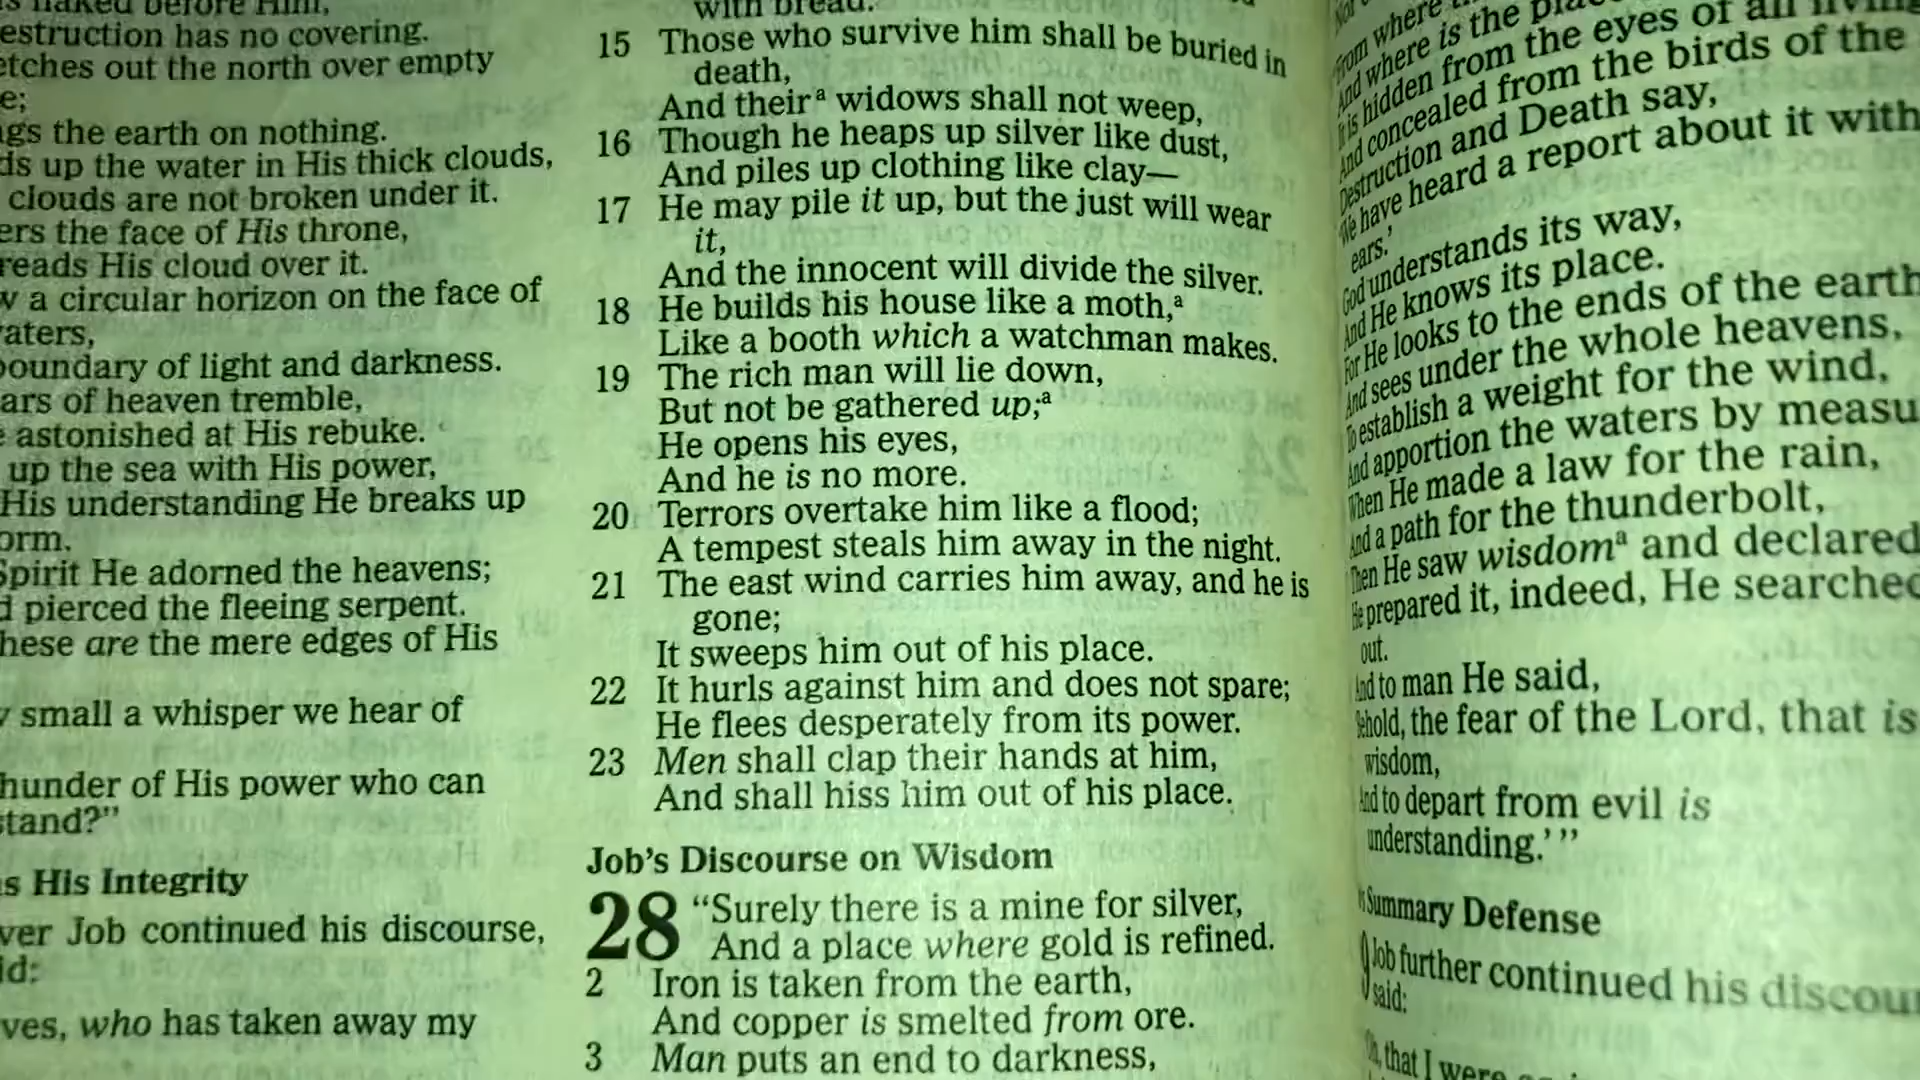 naked before Him,
estruction has no covering.
etches out the north over empty
e;
gs the earth on nothing.
ds up the water in His thick clouds,
clouds are not broken under it.
ers the face of His throne,
reads His cloud over it.
w a circular horizon on the face of
aters,
boundary of light and darkness.
ars of heaven tremble,
astonished at His rebuke.
up the sea with His power,
His understanding He breaks up
orm.
Spirit He adorned the heavens;
d pierced the fleeing serpent.
hese are the mere edges of His
y small a whisper we hear of
hunder of His power who can
stand?"
s His Integrity
ver Job continued his discourse,
id:
ves, who has taken away my
with bread.
15 Those who survive him shall be buried in
death,
And theirᵃ widows shall not weep,
16 Though he heaps up silver like dust,
And piles up clothing like clay—
17 He may pile it up, but the just will wear
it,
And the innocent will divide the silver.
18 He builds his house like a moth,ᵃ
Like a booth which a watchman makes.
19 The rich man will lie down,
But not be gathered up;ᵃ
He opens his eyes,
And he is no more.
20 Terrors overtake him like a flood;
A tempest steals him away in the night.
21 The east wind carries him away, and he is
gone;
It sweeps him out of his place.
22 It hurls against him and does not spare;
He flees desperately from its power.
23 Men shall clap their hands at him,
And shall hiss him out of his place.
Job's Discourse on Wisdom
28 "Surely there is a mine for silver,
And a place where gold is refined.
2 Iron is taken from the earth,
And copper is smelted from ore.
3 Man puts an end to darkness,
From where
And where is the place
It is hidden from the eyes of all living
And concealed from the birds of the
Destruction and Death say,
'We have heard a report about it with
ears.'
God understands its way,
And He knows its place.
For He looks to the ends of the earth
And sees under the whole heavens,
To establish a weight for the wind,
And apportion the waters by measu
When He made a law for the rain,
And a path for the thunderbolt,
Then He saw wisdomᵃ and declared
He prepared it, indeed, He searched
out.
And to man He said,
Behold, the fear of the Lord, that is
wisdom,
And to depart from evil is
understanding.' "
Summary Defense
Job further continued his discour
said:
that I were